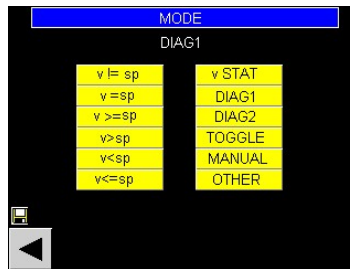 MODE
DIAG1
v != sp
v STAT
v =sp
DIAG1
v >=sp
DIAG2
v>sp
TOGGLE
v<sp
MANUAL
v<=sp
OTHER